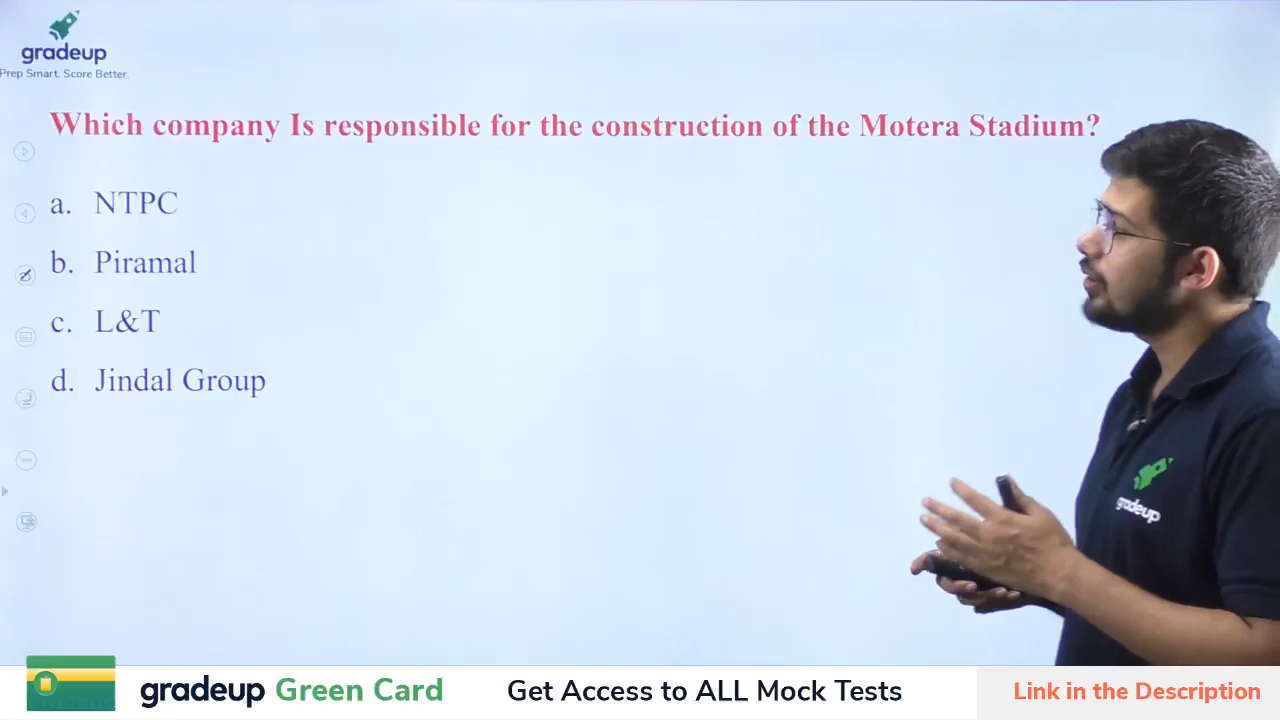 gradeup
Prep Smart. Score Better.
Which company Is responsible for the construction of the Motera Stadium?
a. NTPC
b. Piramal
c. L&T
d. Jindal Group
gradeup
gradeup Green Card
Get Access to ALL Mock Tests
Link in the Description